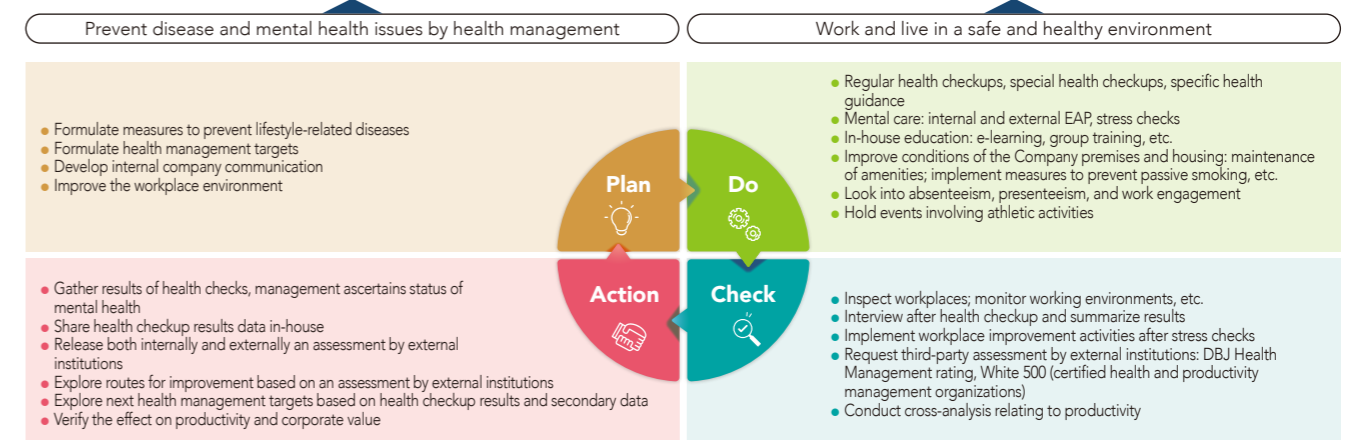 Prevent disease and mental health issues by health management
Work and live in a safe and healthy environment
● Formulate measures to prevent lifestyle-related diseases
● Formulate health management targets
● Develop internal company communication
● Improve the workplace environment
Plan
Do
● Regular health checkups, special health checkups, specific health
guidance
● Mental care: internal and external EAP, stress checks
● In-house education: e-learning, group training, etc.
● Improve conditions of the Company premises and housing: maintenance
of amenities; implement measures to prevent passive smoking, etc.
● Look into absenteeism, presenteeism, and work engagement
● Hold events involving athletic activities
● Gather results of health checks, management ascertains status of
mental health
● Share health checkup results data in-house
● Release both internally and externally an assessment by external
institutions
● Explore routes for improvement based on an assessment by external institutions
● Explore next health management targets based on health checkup results and secondary data
● Verify the effect on productivity and corporate value
Action
Check
● Inspect workplaces; monitor working environments, etc.
● Interview after health checkup and summarize results
● Implement workplace improvement activities after stress checks
● Request third-party assessment by external institutions: DBJ Health
Management rating, White 500 (certified health and productivity
management organizations)
● Conduct cross-analysis relating to productivity